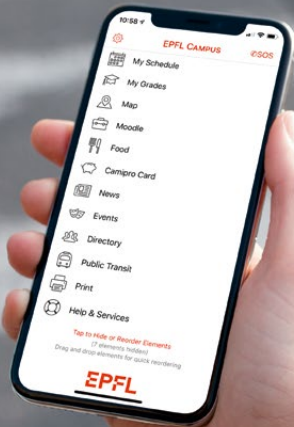 10:58
EPFL CAMPUS
SOS
My Schedule
My Grades
Map
Moodle
Food
Camipro Card
News
Events
Directory
Public Transit
Print
Help & Services
Tap to Hide or Reorder Elements
(7 elements hidden)
Drag and drop elements for quick reordering
EPFL